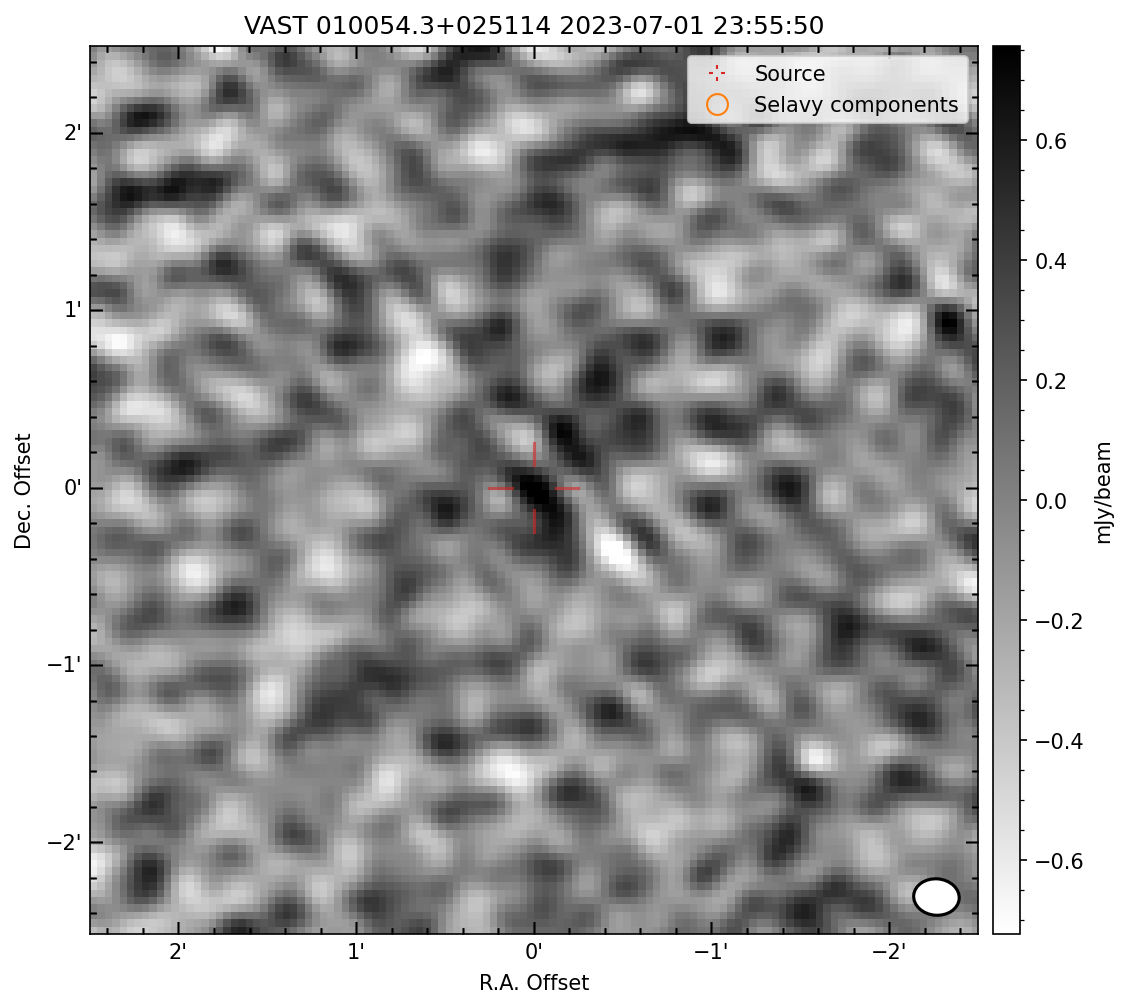 VAST 010054.3+025114 2023-07-01 23:55:50
Source
Selavy components
2'
1'
0'
−1'
−2'
Dec. Offset
2'
1'
0'
−1'
−2'
R.A. Offset
0.6
0.4
0.2
0.0
−0.2
−0.4
−0.6
mJy/beam